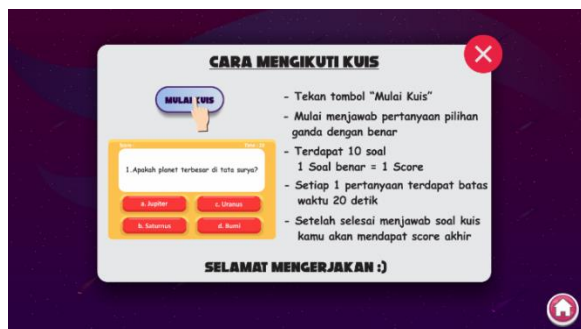 CARA MENGIKUTI KUIS
MULAI KUIS
1.Apakah planet terbesar di tata surya?
a. Jupiter
c. Uranus
b. Saturnus
d. Bumi
- Tekan tombol "Mulai Kuis"
- Mulai menjawab pertanyaan pilihan
ganda dengan benar
- Terdapat 10 soal
1 Soal benar = 1 Score
- Setiap 1 pertanyaan terdapat batas
waktu 20 detik
- Setelah selesai menjawab soal kuis
kamu akan mendapat score akhir
SELAMAT MENGERJAKAN :)